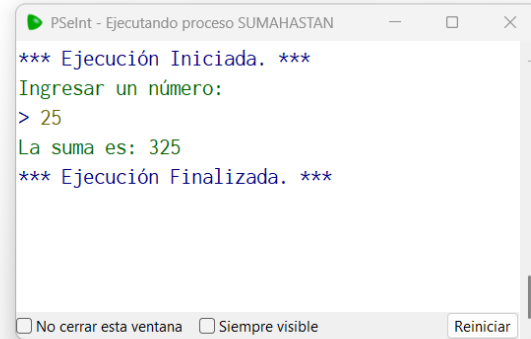 PSeInt - Ejecutando proceso SUMAHASTAN
*** Ejecución Iniciada. ***
Ingresar un número:
> 25
La suma es: 325
*** Ejecución Finalizada. ***
No cerrar esta ventana Siempre visible Reiniciar